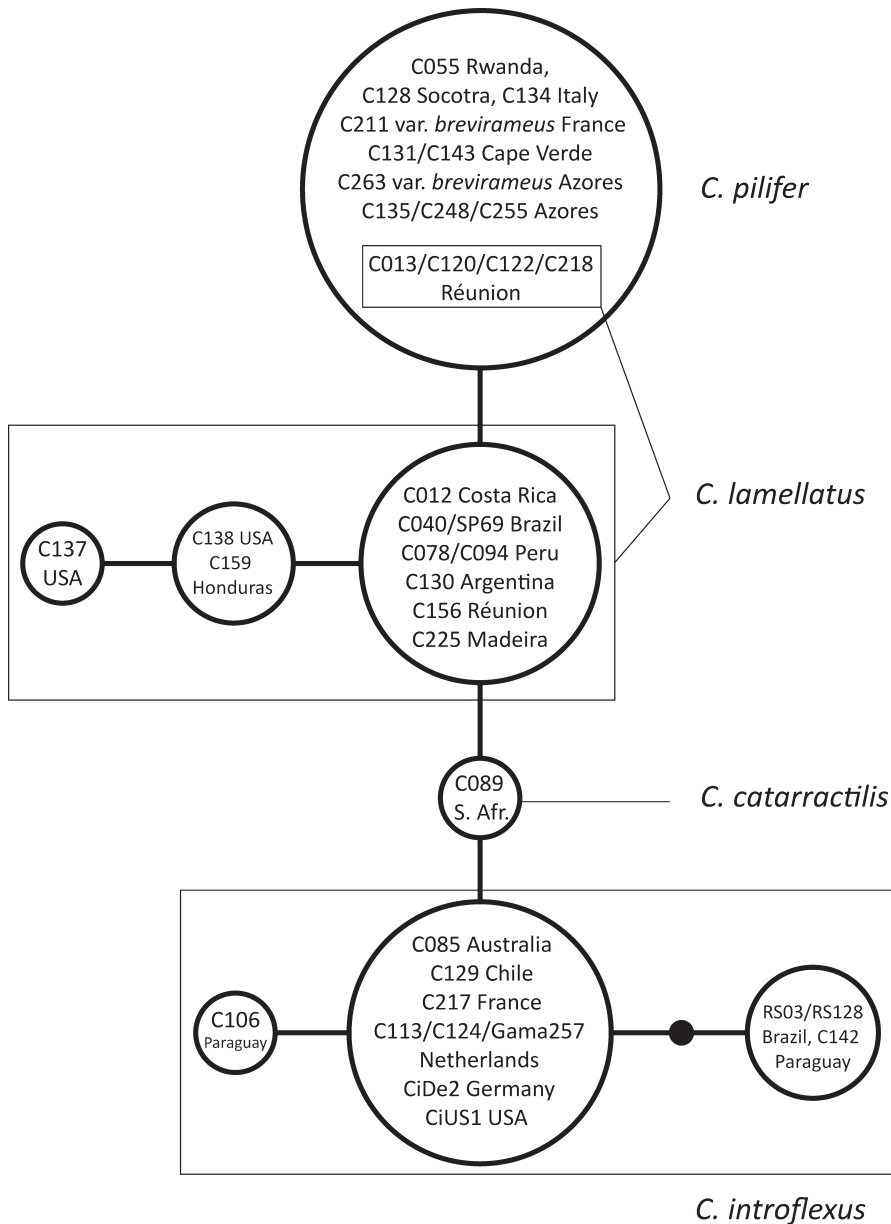 C055 Rwanda,
C128 Socotra, C134 Italy
C211 var. brevirameus France
C131/C143 Cape Verde
C263 var. brevirameus Azores
C135/C248/C255 Azores
C013/C120/C122/C218
Réunion
C. pilifer
C012 Costa Rica
C040/SP69 Brazil
C078/C094 Peru
C130 Argentina
C156 Réunion
C225 Madeira
C138 USA
C159
Honduras
C137
USA
C. lamellatus
C089
S. Afr.
C. catarractilis
C085 Australia
C129 Chile
C217 France
C113/C124/Gama257
Netherlands
CiDe2 Germany
CiUS1 USA
C106
Paraguay
RS03/RS128
Brazil, C142
Paraguay
C. introflexus